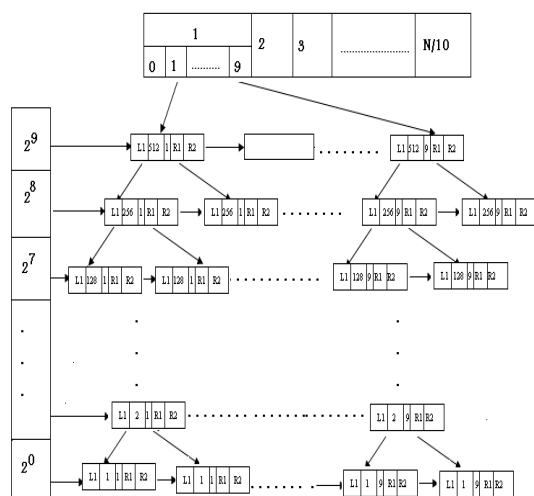 1 2 3 .................... N/10
0 1 ......... 9
2^9 L1 512 1 R1 R2 ........ L1 512 9 R1 R2
2^8 L1 256 1 R1 R2 L1 256 1 R1 R2 ........ L1 256 9 R1 R2 L1 256 9 R1 R2
2^7 L1 128 1 R1 R2 L1 128 1 R1 R2 ............ L1 128 9 R1 R2 L1 128 9 R1 R2
. . .
. . .
. . .
L1 2 1 R1 R2 ........................ L1 2 9 R1 R2
2^0 L1 1 1 R1 R2 L1 1 1 R1 R2 ........ L1 1 9 R1 R2 L1 1 9 R1 R2